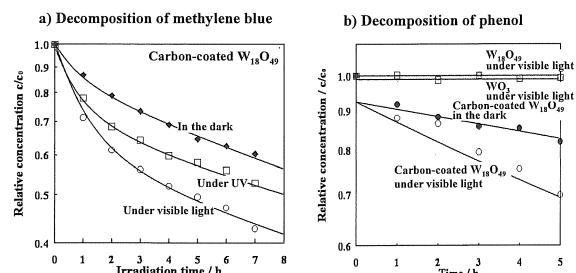 a) Decomposition of methylene blue
Carbon-coated W18O49
In the dark
Under UV
Under visible light
Relative concentration c/c0
1.0
0.9
0.8
0.7
0.6
0.5
0.4
0 1 2 3 4 5 6 7 8
Irradiation time / h
b) Decomposition of phenol
W18O49
under visible light
WO3
under visible light
Carbon-coated W18O49
in the dark
Carbon-coated W18O49
under visible light
Relative concentration / c/c0
1.0
0.9
0.8
0.7
0.6
0 1 2 3 4 5
Time / h